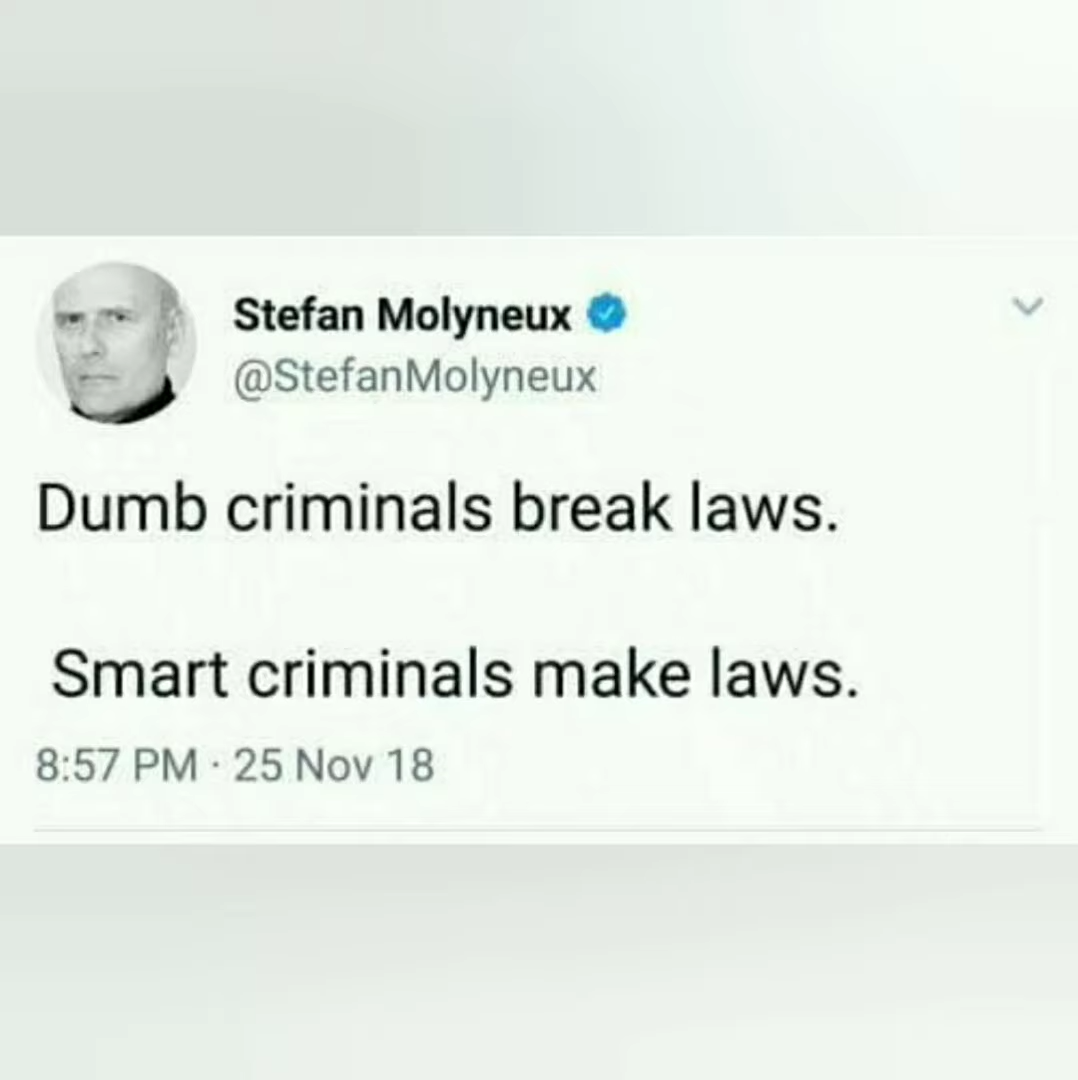 Stefan Molyneux
@StefanMolyneux
Dumb criminals break laws.
Smart criminals make laws.
8:57 PM · 25 Nov 18